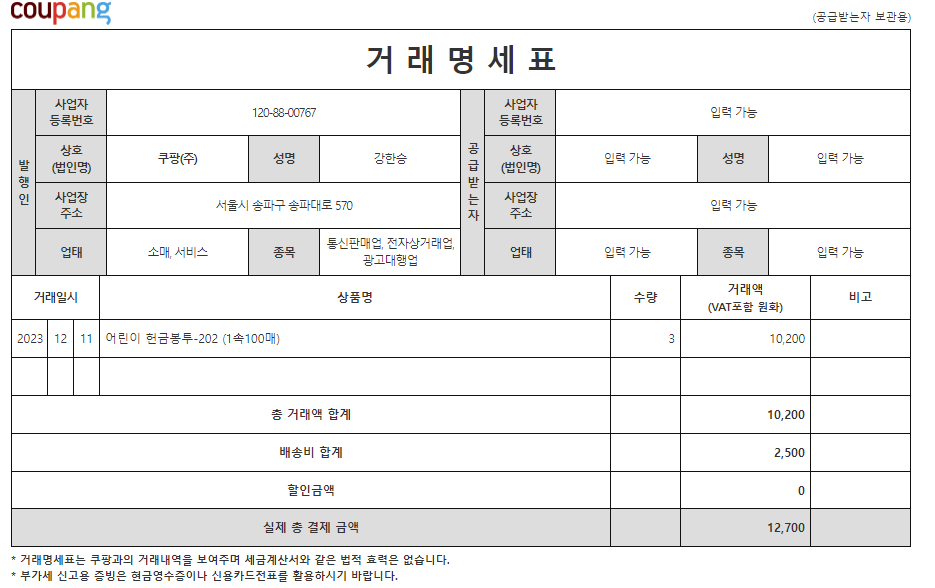 coupang
(공급받는자 보관용)
거 래 명 세 표
발행인
사업자 등록번호
120-88-00767
상호 (법인명)
쿠팡(주)
성명
강한승
사업장 주소
서울시 송파구 송파대로 570
업태
소매, 서비스
종목
통신판매업, 전자상거래업,
광고대행업
공급받는자
사업자 등록번호
입력 가능
상호 (법인명)
입력 가능
성명
입력 가능
사업장 주소
입력 가능
업태
입력 가능
종목
입력 가능
거래일시 상품명 수량 거래액 (VAT포함 원화) 비고
2023 12 11 어린이 헌금봉투-202 (1속100매) 3 10,200
총 거래액 합계 10,200
배송비 합계 2,500
할인금액 0
실제 총 결제 금액 12,700
* 거래명세표는 쿠팡과의 거래내역을 보여주며 세금계산서와 같은 법적 효력은 없습니다.
* 부가세 신고용 증빙은 현금영수증이나 신용카드전표를 활용하시기 바랍니다.